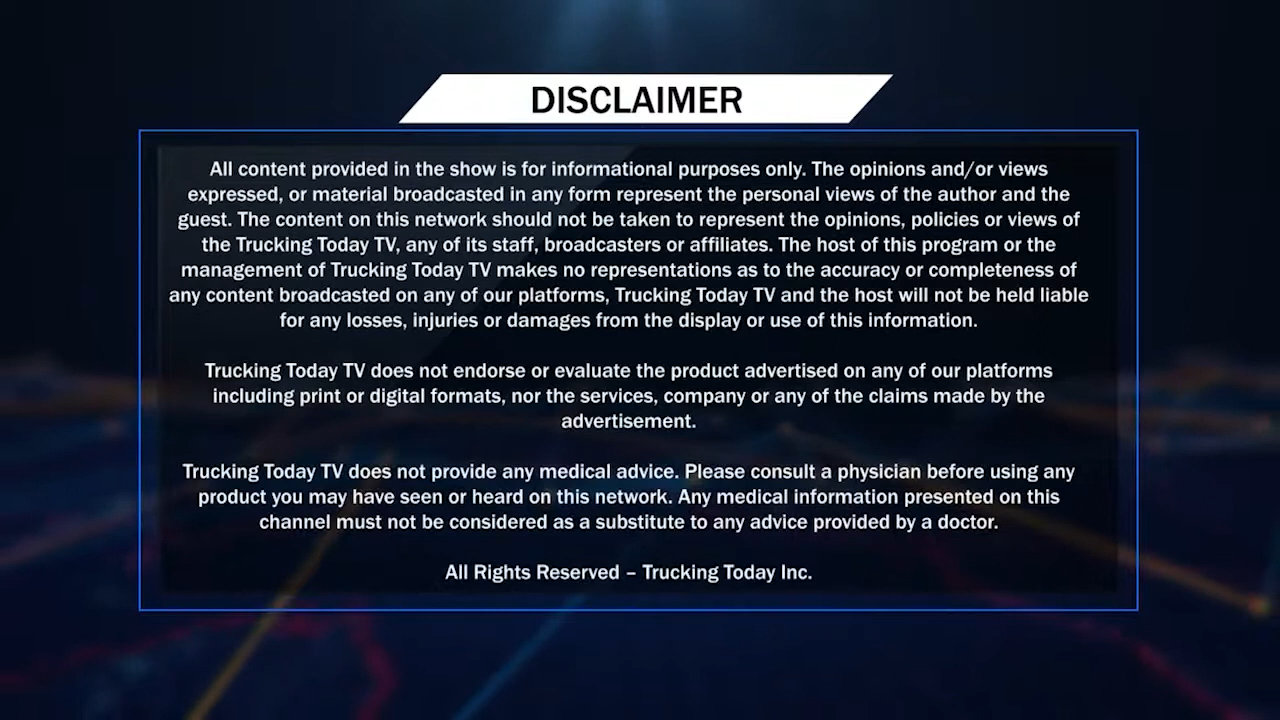 DISCLAIMER
All content provided in the show is for informational purposes only. The opinions and/or views
expressed, or material broadcasted in any form represent the personal views of the author and the
guest. The content on this network should not be taken to represent the opinions, policies or views of
the Trucking Today TV, any of its staff, broadcasters or affiliates. The host of this program or the
management of Trucking Today TV makes no representations as to the accuracy or completeness of
any content broadcasted on any of our platforms, Trucking Today TV and the host will not be held liable
for any losses, injuries or damages from the display or use of this information.
Trucking Today TV does not endorse or evaluate the product advertised on any of our platforms
including print or digital formats, nor the services, company or any of the claims made by the
advertisement.
Trucking Today TV does not provide any medical advice. Please consult a physician before using any
product you may have seen or heard on this network. Any medical information presented on this
channel must not be considered as a substitute to any advice provided by a doctor.
All Rights Reserved – Trucking Today Inc.